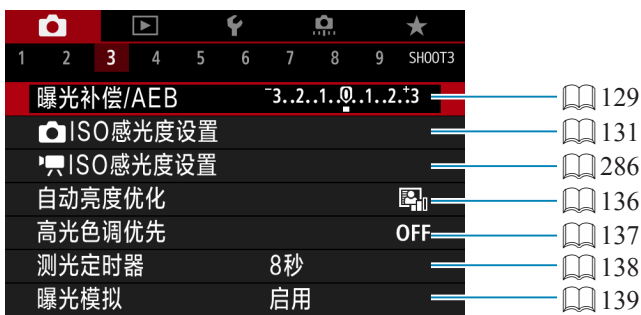 1 2 3 4 5 6 7 8 9 SHOOT3
曝光补偿/AEB -3..2..1..0..1..2.+3 129
ISO感光度设置 131
ISO感光度设置 286
自动亮度优化 136
高光色调优先 OFF 137
测光定时器 8秒 138
曝光模拟 启用 139